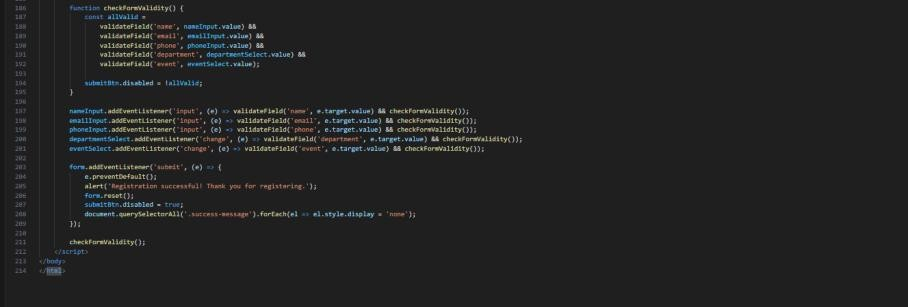 186 function checkFormValidity() {
187 const allValid =
188 validateField('name', nameInput.value) &&
189 validateField('email', emailInput.value) &&
190 validateField('phone', phoneInput.value) &&
191 validateField('department', departmentSelect.value) &&
192 validateField('event', eventSelect.value);
193
194 submitBtn.disabled = !allValid;
195 }
196
197 nameInput.addEventListener('input', (e) => validateField('name', e.target.value) && checkFormValidity());
198 emailInput.addEventListener('input', (e) => validateField('email', e.target.value) && checkFormValidity());
199 phoneInput.addEventListener('input', (e) => validateField('phone', e.target.value) && checkFormValidity());
200 departmentSelect.addEventListener('change', (e) => validateField('department', e.target.value) && checkFormValidity());
201 eventSelect.addEventListener('change', (e) => validateField('event', e.target.value) && checkFormValidity());
202
203 form.addEventListener('submit', (e) => {
204 e.preventDefault();
205 alert('Registration successful! Thank you for registering.');
206 form.reset();
207 submitBtn.disabled = true;
208 document.querySelectorAll('.success-message').forEach(el => el.style.display = 'none');
209 });
210
211 checkFormValidity();
212 </script>
213 </body>
214 </html>